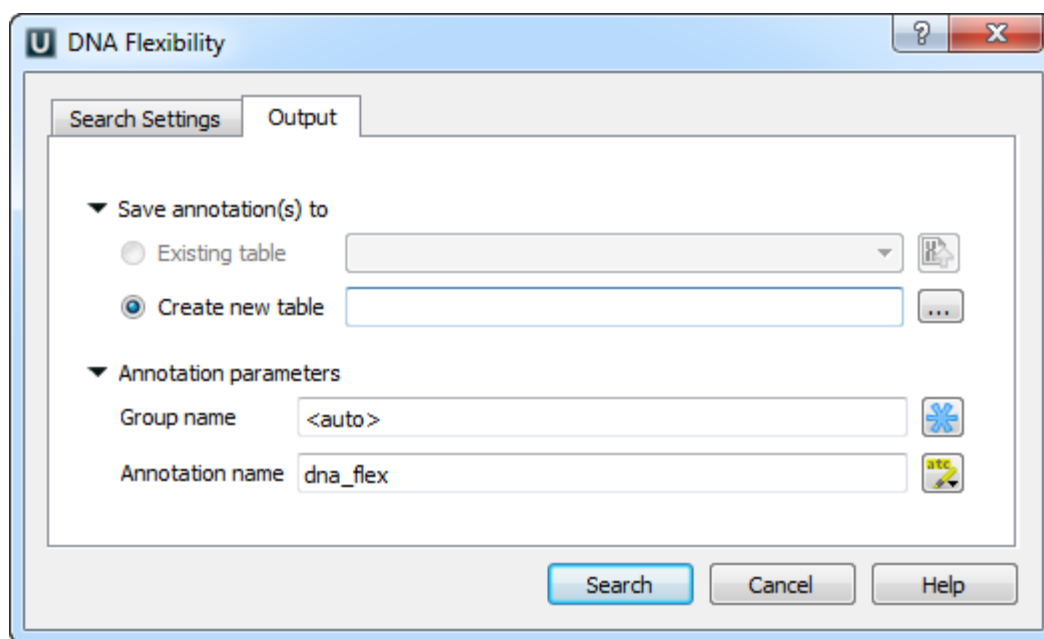 U DNA Flexibility
Search Settings Output
Save annotation(s) to
Existing table
Create new table ...
Annotation parameters
Group name <auto>
Annotation name dna_flex atc
Search Cancel Help